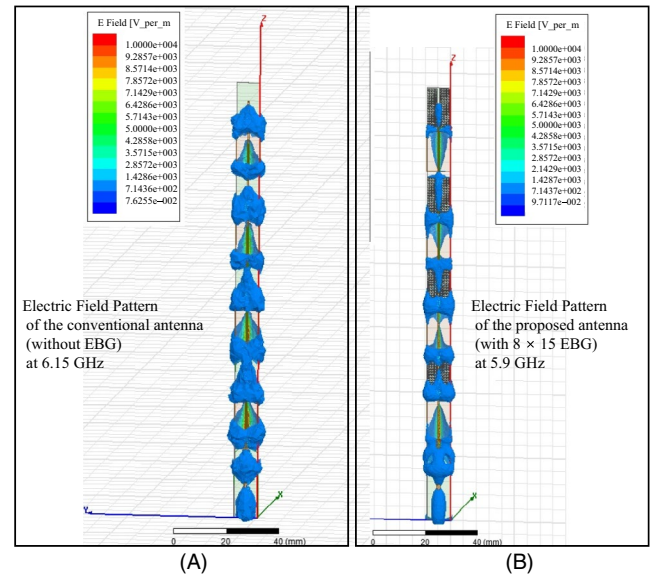 E Field [V_per_m
1.0000e+004
9.2857e+003
8.5714e+003
7.8572e+003
7.1429e+003
6.4286e+003
5.7143e+003
5.0000e+003
4.2858e+003
3.5715e+003
2.8572e+003
1.4286e+003
7.1436e+002
7.6255e–002
Z
Electric Field Pattern
of the conventional antenna
(without EBG)
at 6.15 GHz
Y
X
0 20 40 (mm)
(A)
E Field [V_per_m
1.0000e+004
9.2857e+003
8.5714e+003
7.8572e+003
7.1429e+003
6.4286e+003
5.7143e+003
5.0000e+003
4.2858e+003
3.5715e+003
2.8572e+003
2.1429e+003
1.4287e+003
7.1437e+002
9.7117e–002
Z
Electric Field Pattern
of the proposed antenna
(with 8 × 15 EBG)
at 5.9 GHz
X
0 20 40 (mm)
(B)